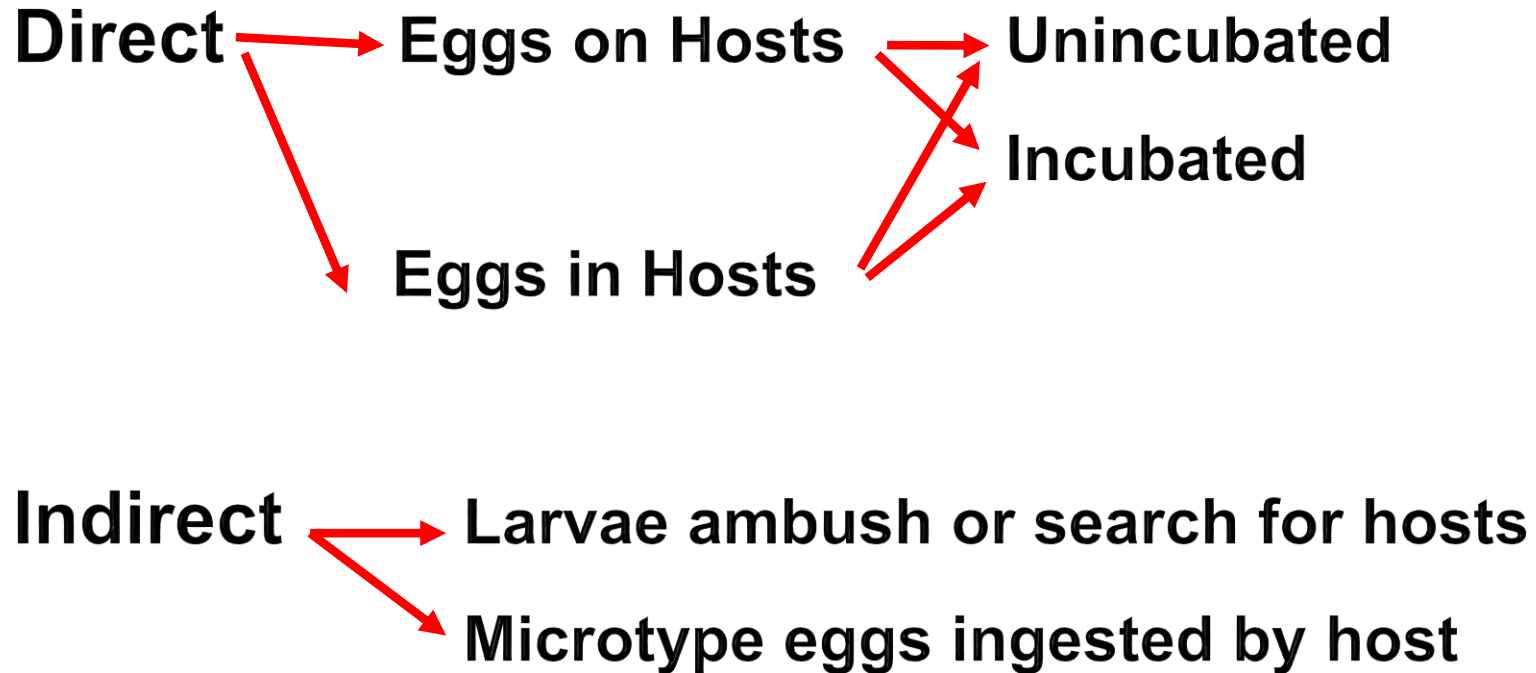 Direct Eggs on Hosts Unincubated
Incubated
Eggs in Hosts
Indirect Larvae ambush or search for hosts
Microtype eggs ingested by host